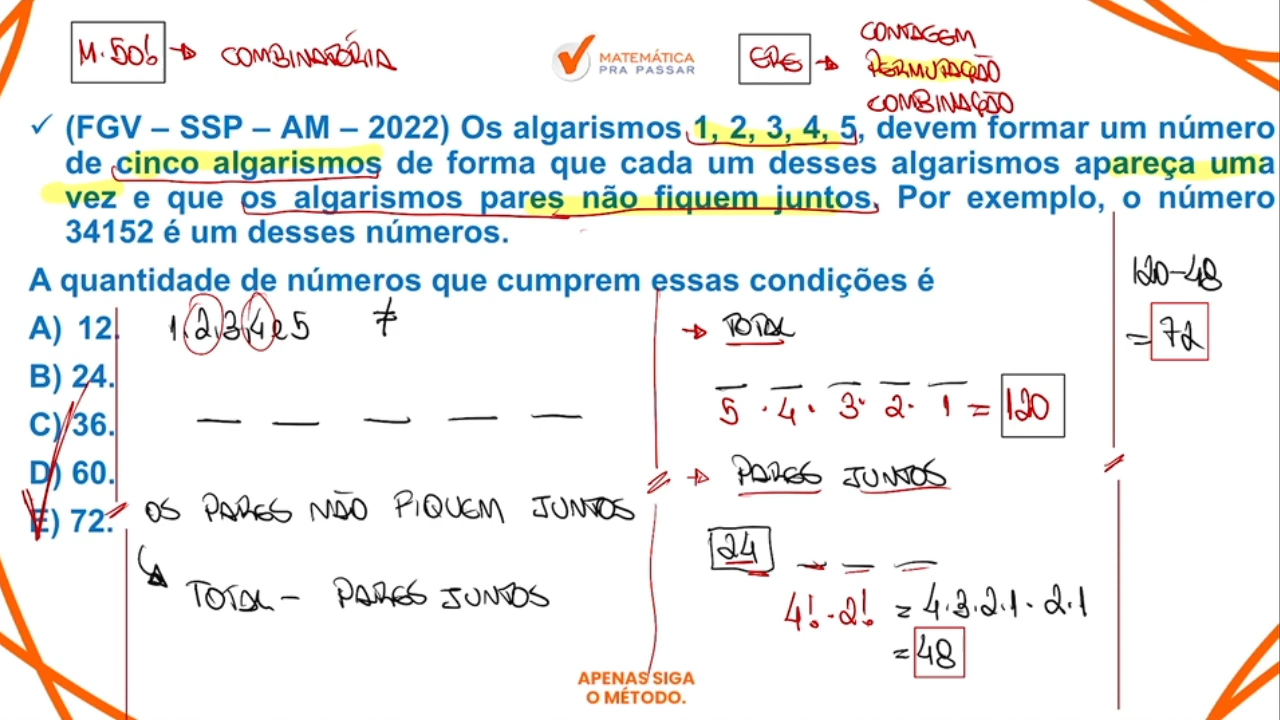 M.50! → COMBINATÓRIA
MATEMÁTICA
PRA PASSAR
→ CONTAGEM
PERMUTAÇÃO
COMBINAÇÃO
✓ (FGV – SSP – AM – 2022) Os algarismos 1, 2, 3, 4, 5, devem formar um número
de cinco algarismos de forma que cada um desses algarismos apareça uma
vez e que os algarismos pares não fiquem juntos. Por exemplo, o número
34152 é um desses números.
A quantidade de números que cumprem essas condições é
A) 12.
B) 24.
C) 36.
D) 60.
E) 72.
1,2,3,4 e 5 ≠
OS PARES NÃO FIQUEM JUNTOS
TOTAL - PARES JUNTOS
→ TOTAL
5 . 4 . 3 . 2 . 1 = 120
→ PARES JUNTOS
24
4! . 2! = 4.3.2.1 . 2.1
= 48
120-48
= 72
APENAS SIGA
O MÉTODO.